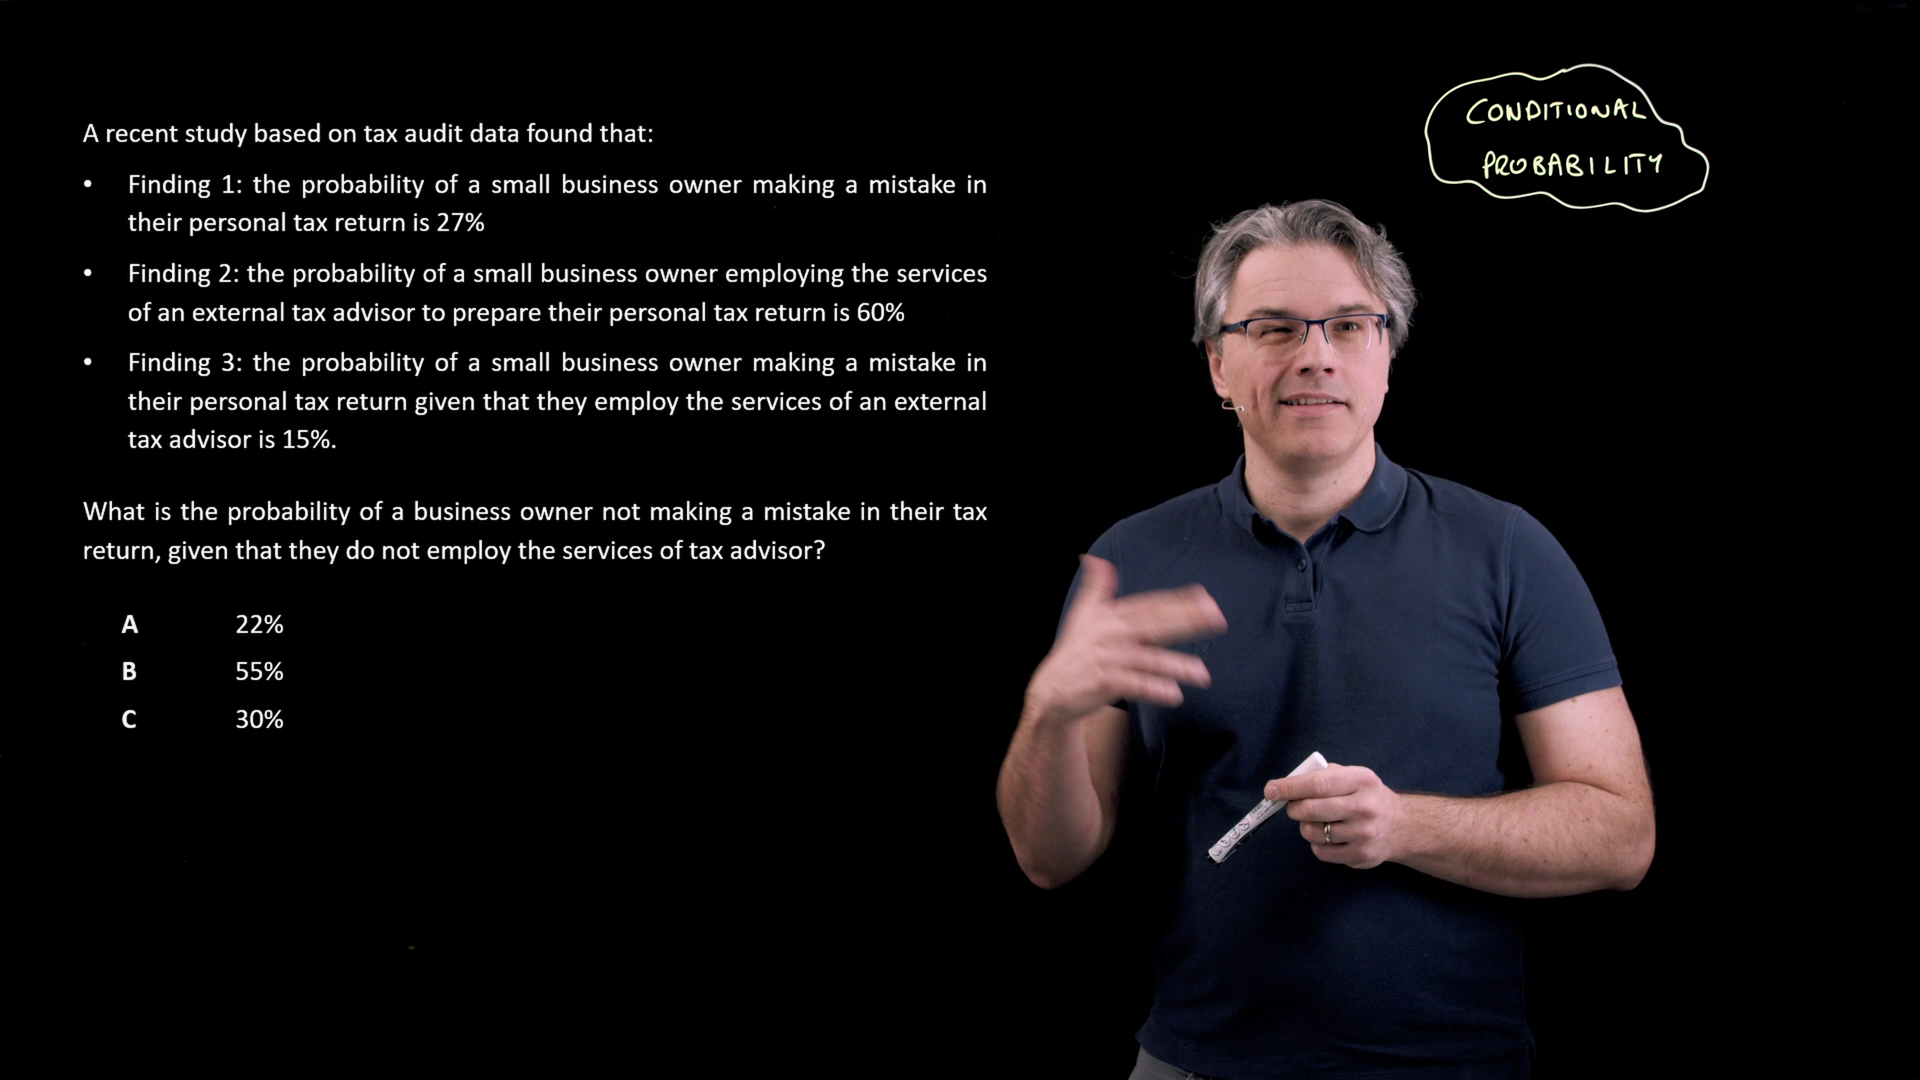 CONDITIONAL
PROBABILITY
A recent study based on tax audit data found that:
• Finding 1: the probability of a small business owner making a mistake in
their personal tax return is 27%
• Finding 2: the probability of a small business owner employing the services
of an external tax advisor to prepare their personal tax return is 60%
• Finding 3: the probability of a small business owner making a mistake in
their personal tax return given that they employ the services of an external
tax advisor is 15%.
What is the probability of a business owner not making a mistake in their tax
return, given that they do not employ the services of tax advisor?
A 22%
B 55%
C 30%